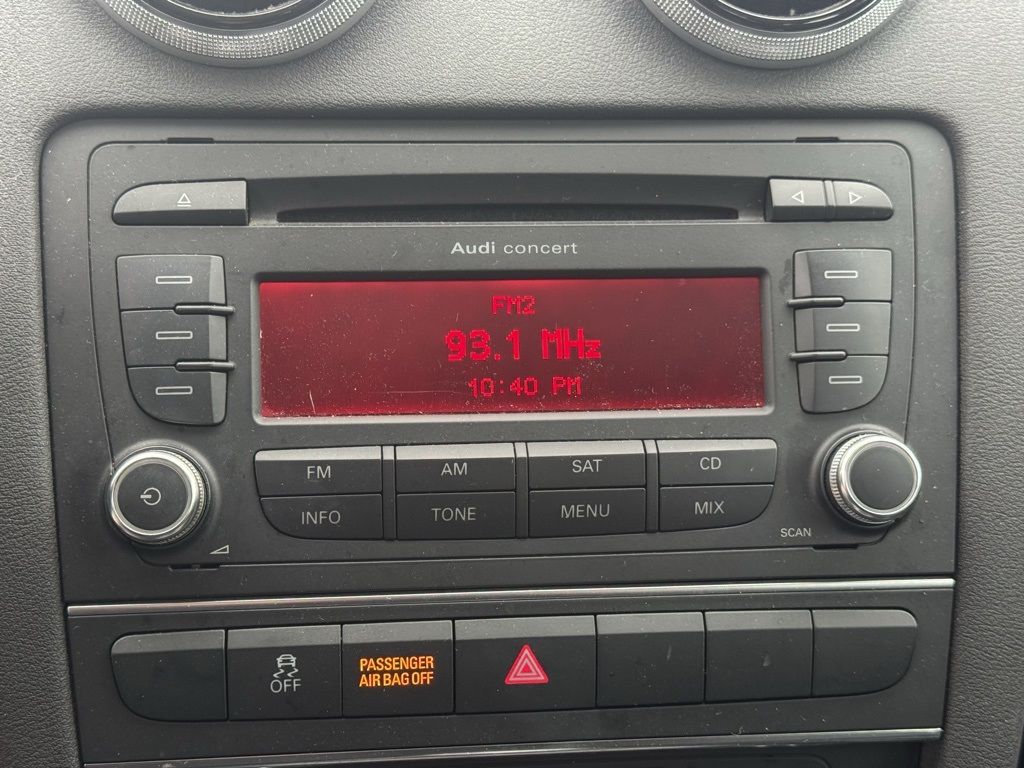 Audi concert
FM2
93.1 MHz
10:40 PM
FM AM SAT CD
INFO TONE MENU MIX
SCAN
OFF
PASSENGER
AIR BAG OFF